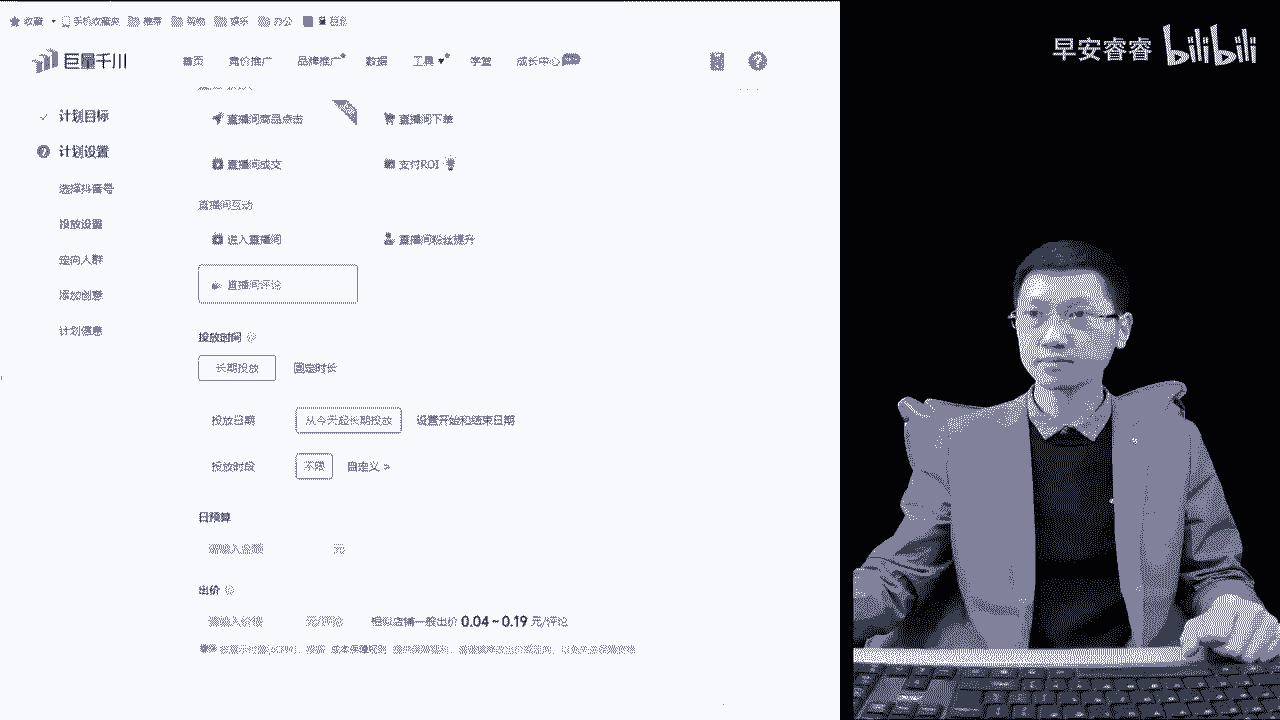 收藏 手机收藏夹 推荐 购物 娱乐 办公
早安睿睿 bilibili
巨量千川 首页 竞价推广 品牌推广 数据 工具 学堂 成长中心
计划目标
直播间商品点击 直播间下单
计划设置
直播间成交 支付ROI
选择抖音号
直播间互动
投放设置
进入直播间 直播间粉丝提升
定向人群
直播间评论
添加创意
计划信息
投放时间
长期投放 固定时长
投放日期 从今天起长期投放 设置开始和结束日期
投放时段 不限 自定义
日预算
请输入金额 元
出价
请输入价格 元/评论 相似店铺一般出价 0.04 ~ 0.19 元/评论